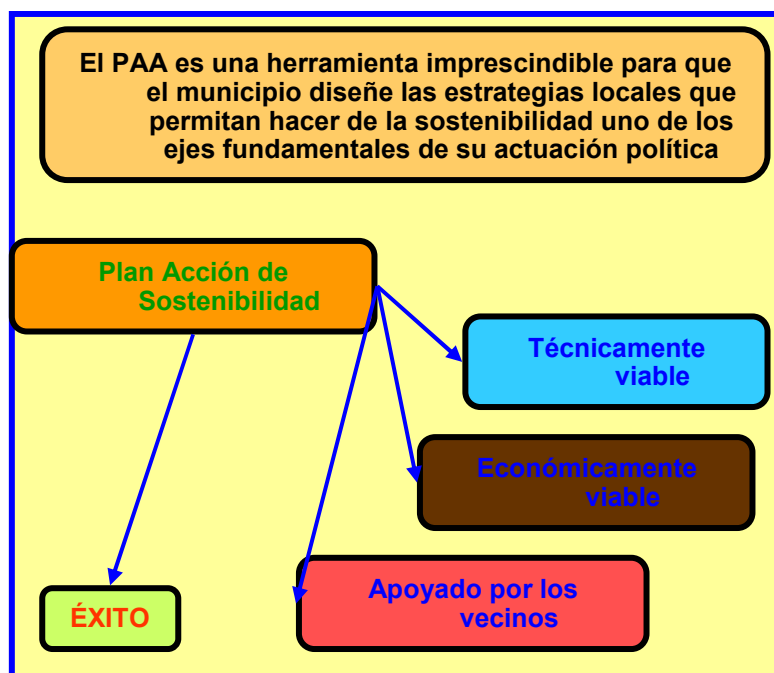 El PAA es una herramienta imprescindible para que
el municipio diseñe las estrategias locales que
permitan hacer de la sostenibilidad uno de los
ejes fundamentales de su actuación política
Plan Acción de
Sostenibilidad
Técnicamente
viable
Económicamente
viable
Apoyado por los
vecinos
ÉXITO